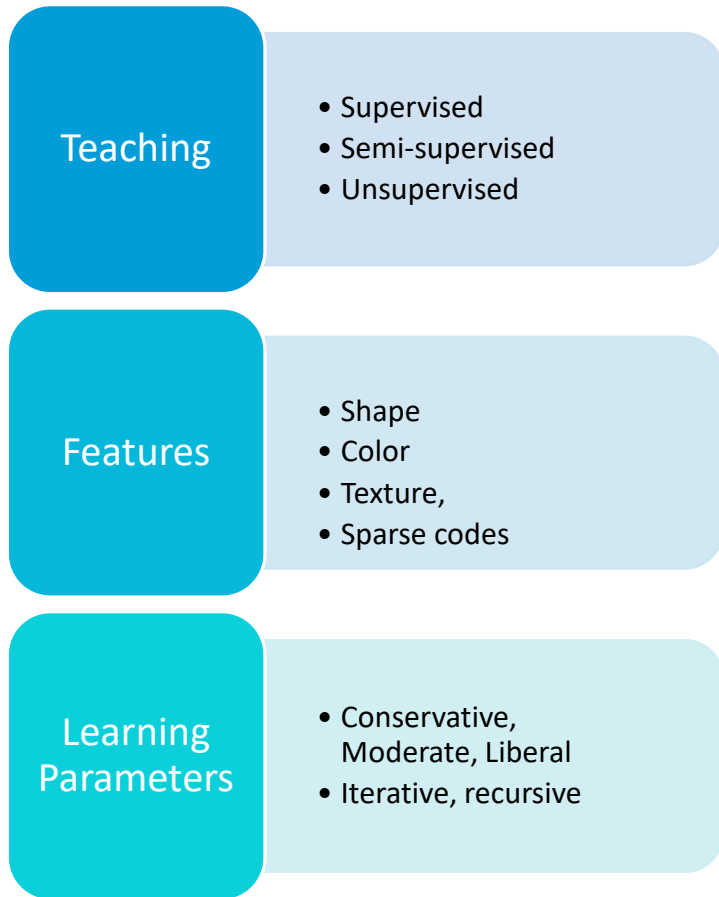 Teaching
• Supervised
• Semi-supervised
• Unsupervised
Features
• Shape
• Color
• Texture,
• Sparse codes
Learning
Parameters
• Conservative,
Moderate, Liberal
• Iterative, recursive